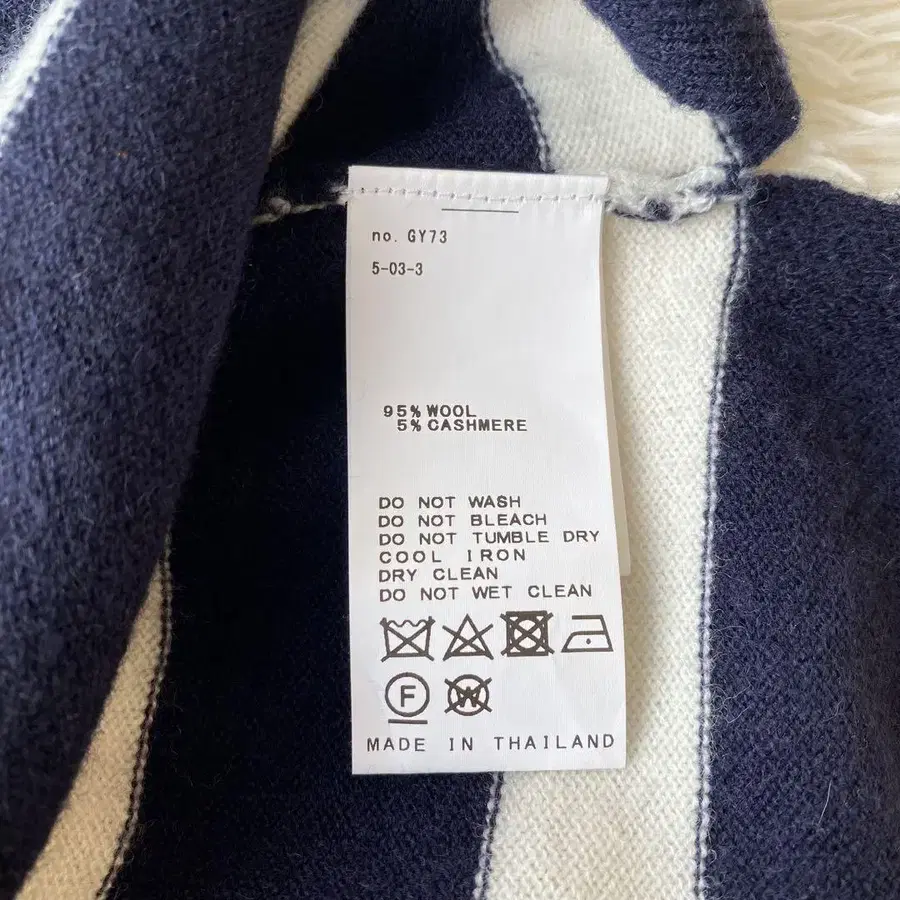 no. GY73
5-03-3
95% WOOL
5% CASHMERE
DO NOT WASH
DO NOT BLEACH
DO NOT TUMBLE DRY
COOL IRON
DRY CLEAN
DO NOT WET CLEAN
F W
MADE IN THAILAND